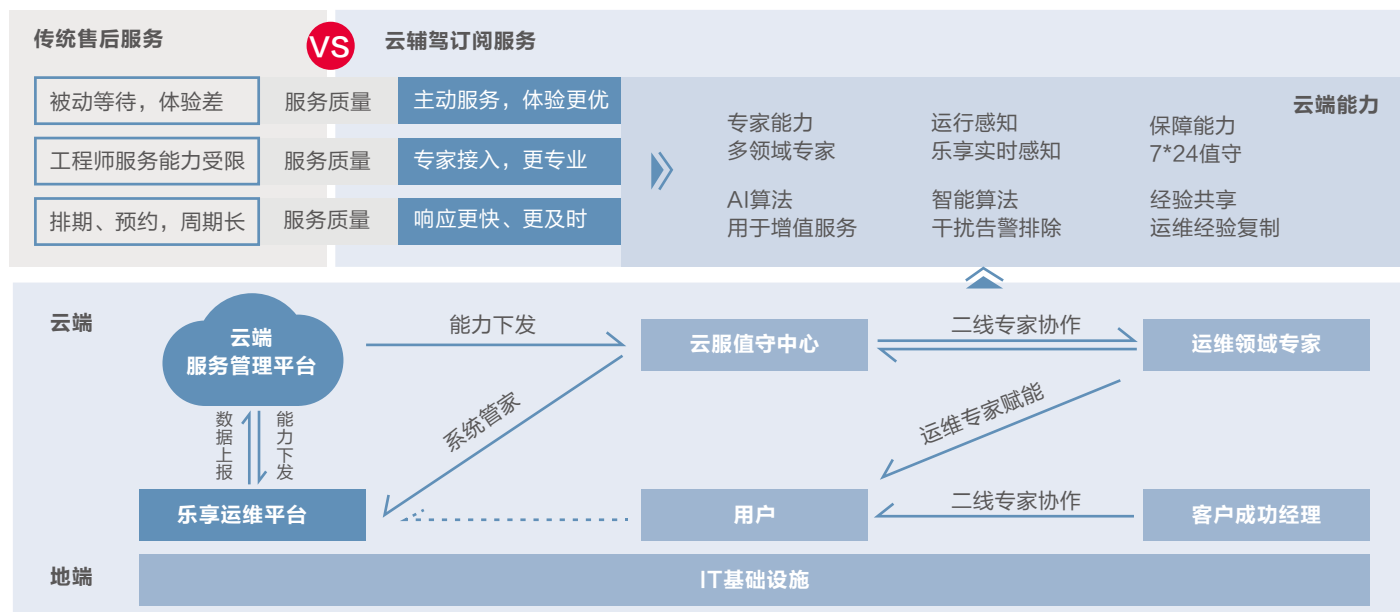 传统售后服务
VS
云辅驾订阅服务
被动等待，体验差
服务质量
主动服务，体验更优
工程师服务能力受限
服务质量
专家接入，更专业
排期、预约，周期长
服务质量
响应更快、更及时
云端能力
专家能力
多领域专家
运行感知
乐享实时感知
保障能力
7*24值守
AI算法
用于增值服务
智能算法
干扰告警排除
经验共享
运维经验复制
云端
云端
服务管理平台
能力下发
云服值守中心
二线专家协作
运维领域专家
数据上报
能力下发
系统管家
运维专家赋能
乐享运维平台
用户
二线专家协作
客户成功经理
地端
IT基础设施